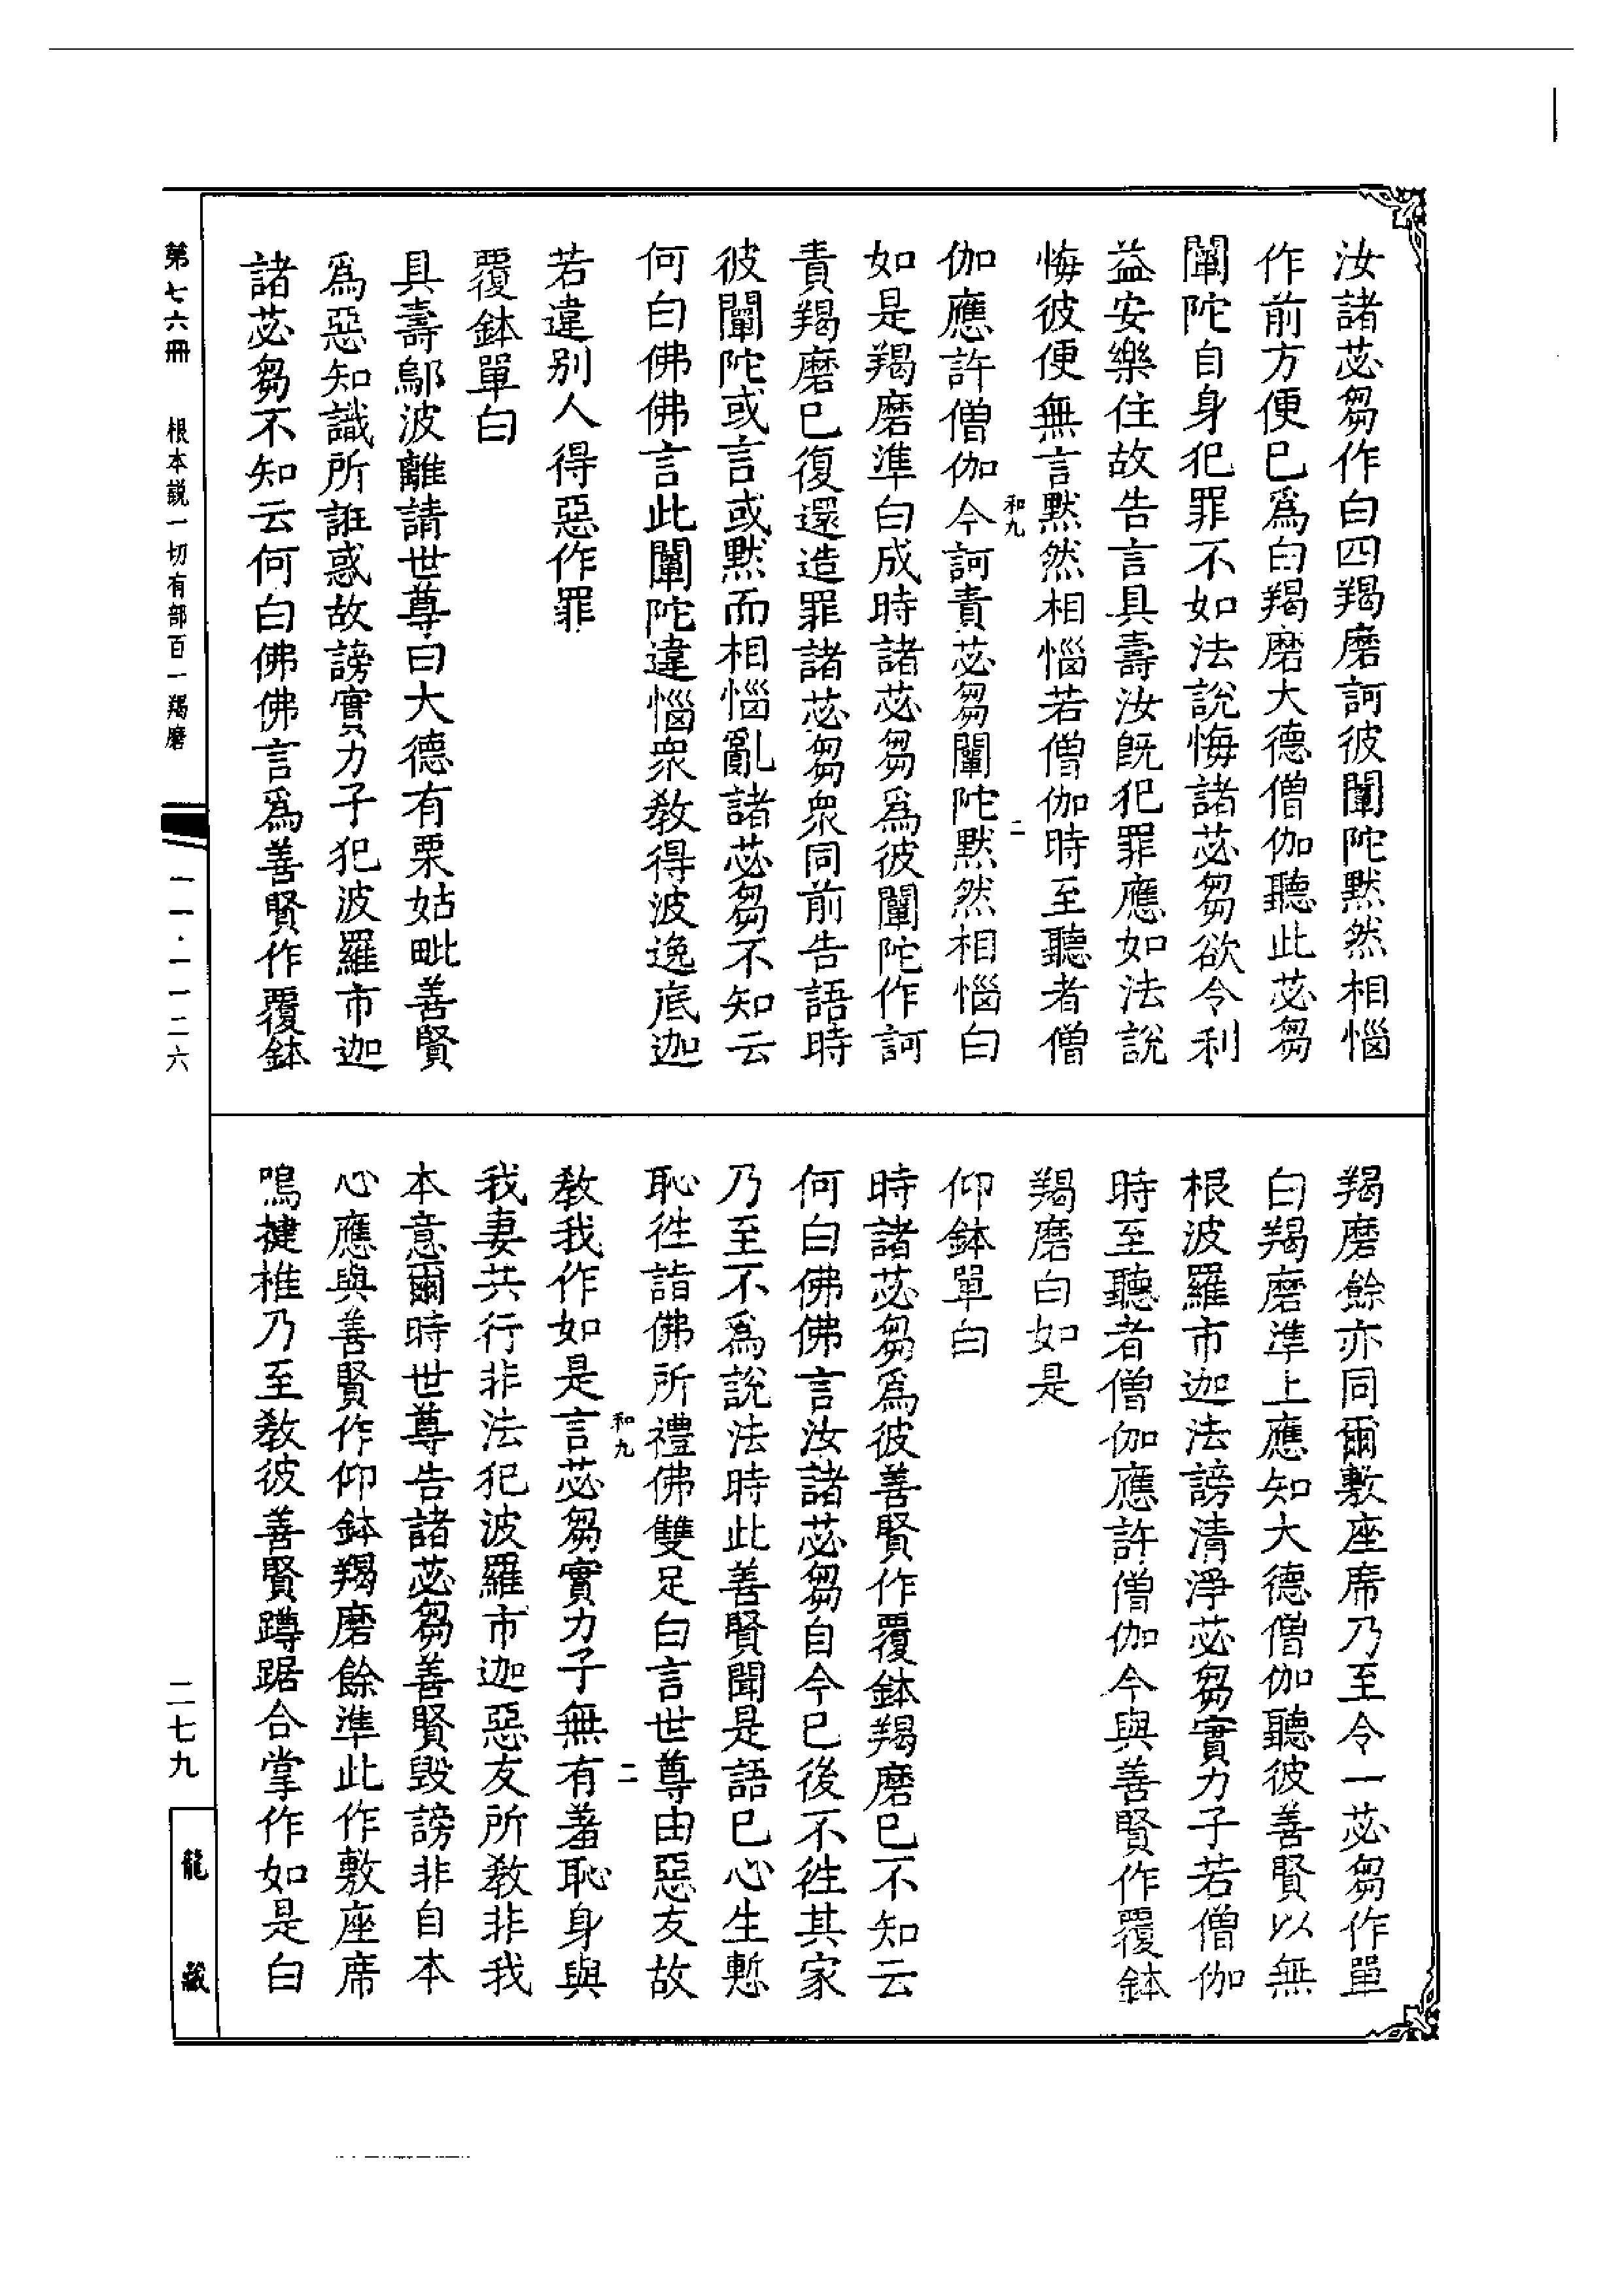 汝諸苾芻作白四羯磨訶彼闡陀默然相惱
作前方便已爲白羯磨大德僧伽聽此苾芻
闡陀自身犯罪不如法說悔諸苾芻欲令利
益安樂住故告言具壽汝旣犯罪應如法說
悔彼便無言默然相惱若僧伽時至聽者僧
和九
二
伽應許僧伽今訶責苾芻闡陀默然相惱白
如是羯磨準白成時諸苾芻爲彼闡陀作訶
責羯磨已復還造罪諸苾芻衆同前告語時
彼闡陀或言或默而相惱亂諸苾芻不知云
何白佛佛言此闡陀違惱衆教得波逸底迦
若違别人得惡作罪
覆鉢單白
具壽鄔波離請世尊曰大德有栗姑毗善賢
爲惡知識所誑惑故謗實力子犯波羅市迦
諸苾芻不知云何白佛佛言爲善賢作覆鉢
羯磨餘亦同爾敷座席乃至令一苾芻作單
白羯磨準上應知大德僧伽聽彼善賢以無
根波羅市迦法謗清淨苾芻實力子若僧伽
時至聽者僧伽應許僧伽今與善賢作覆鉢
羯磨白如是
仰鉢單白
時諸苾芻爲彼善賢作覆鉢羯磨已不知云
何白佛佛言汝諸苾芻自今已後不徃其家
乃至不爲說法時此善賢聞是語已心生慙
恥徃詣佛所禮佛雙足白言世尊由惡友故
和九
二
教我作如是言苾芻實力子無有羞恥身與
我妻共行非法犯波羅市迦惡友所教非我
本意爾時世尊告諸苾芻善賢毀謗非自本
心應與善賢作仰鉢羯磨餘準此作敷座席
鳴揵椎乃至教彼善賢蹲踞合掌作如是白
第七六冊
根本說一切有部百一羯磨
一一·一一二六
二七九
龍藏